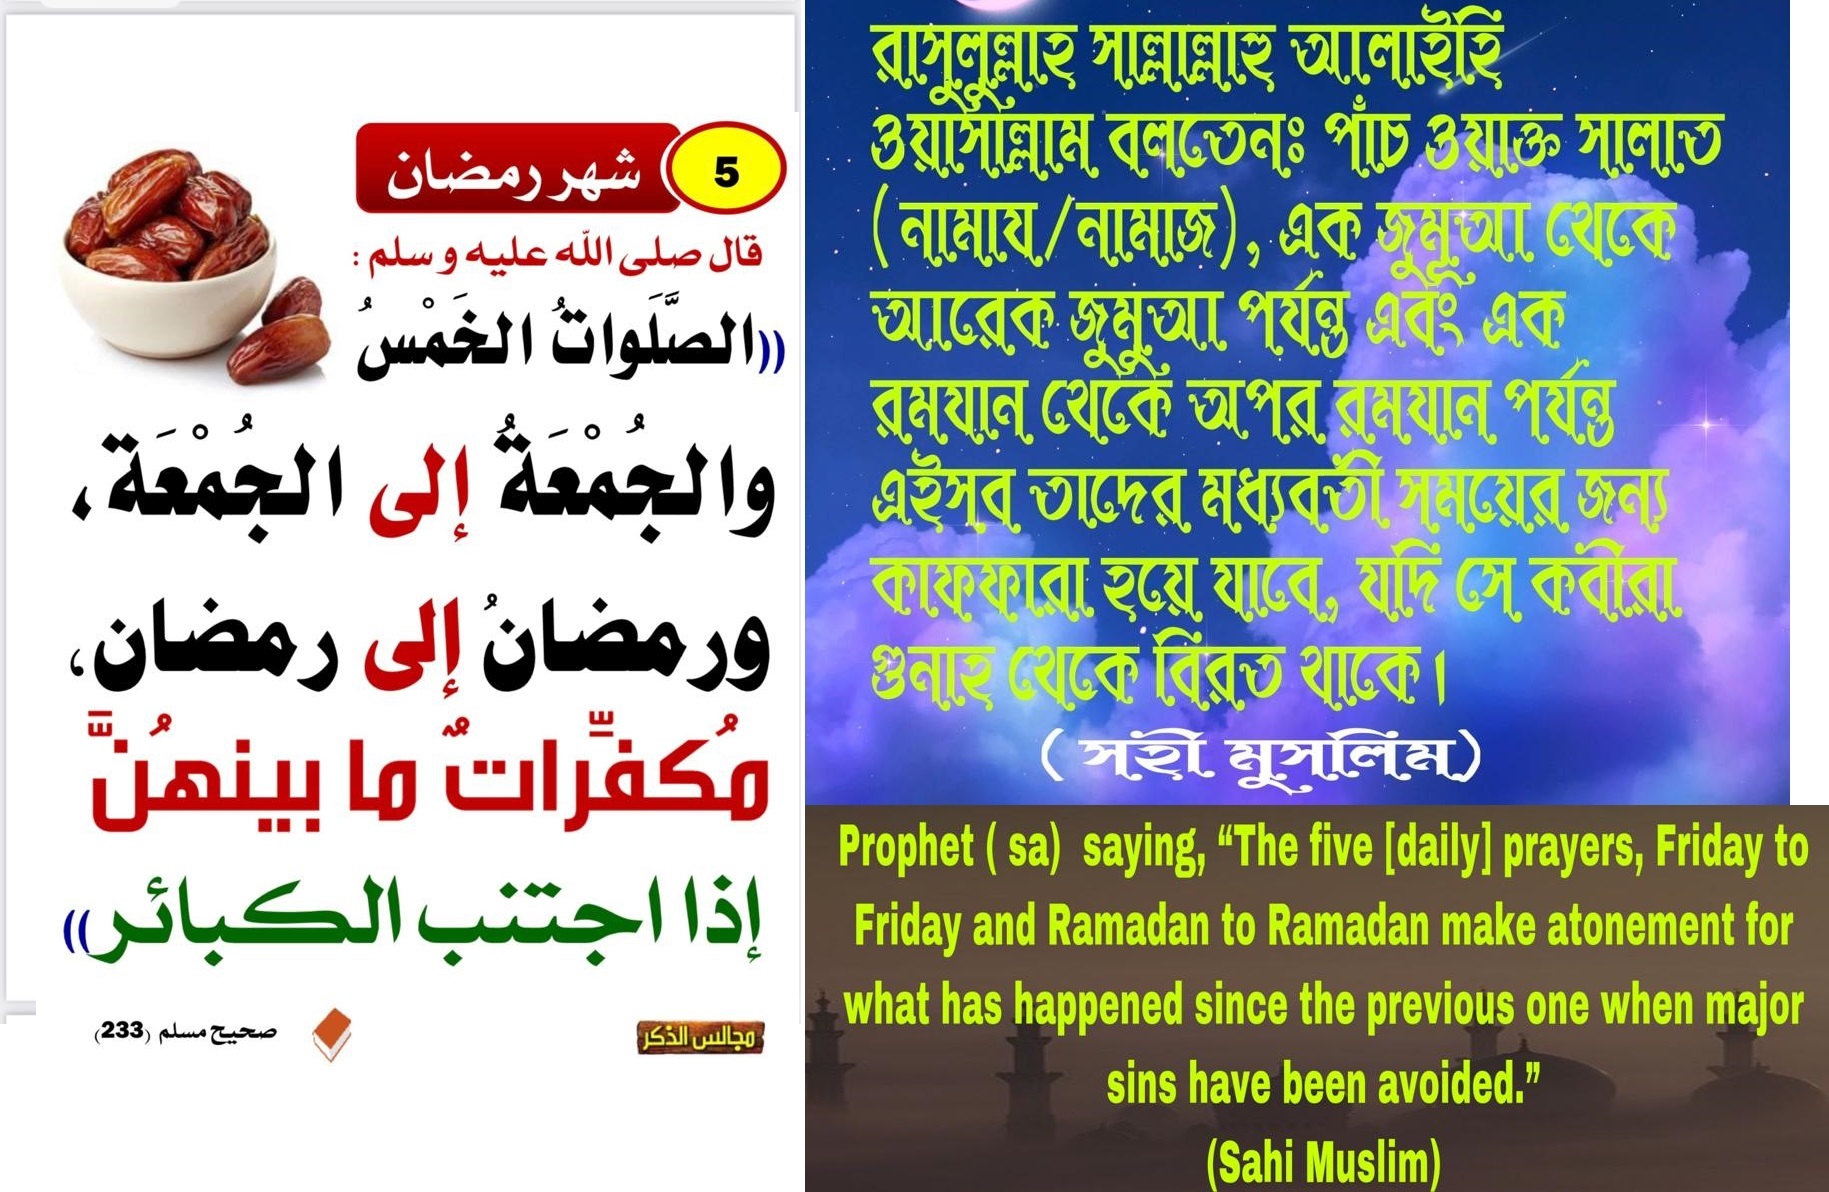 5
شهر رمضان
قال صلى الله عليه وسلم :
((الصَّلَواتُ الخَمْسُ
والجُمْعَةُ إلى الجُمْعَة،
ورمضانُ إلى رمضان،
مُكفِّراتٌ ما بينهُنَّ
إذا اجتنب الكبائر))
صحيح مسلم (233)
مجالس الذكر
রাসুলুল্লাহ সাল্লাল্লাহু আলাইহি
ওয়াসাল্লাম বলতেনঃ পাঁচ ওয়াক্ত সালাত
( নামায/নামাজ), এক জুমূআ থেকে
আরেক জুমুআ পর্যন্ত এবং এক
রমযান থেকে অপর রমযান পর্যন্ত
এইসব তাদের মধ্যবর্তী সময়ের জন্য
কাফফারা হয়ে যাবে, যদি সে কবীরা
গুনাহ থেকে বিরত থাকে।
( সহী মুসলিম)
Prophet ( sa) saying, “The five [daily] prayers, Friday to
Friday and Ramadan to Ramadan make atonement for
what has happened since the previous one when major
sins have been avoided.”
(Sahi Muslim)